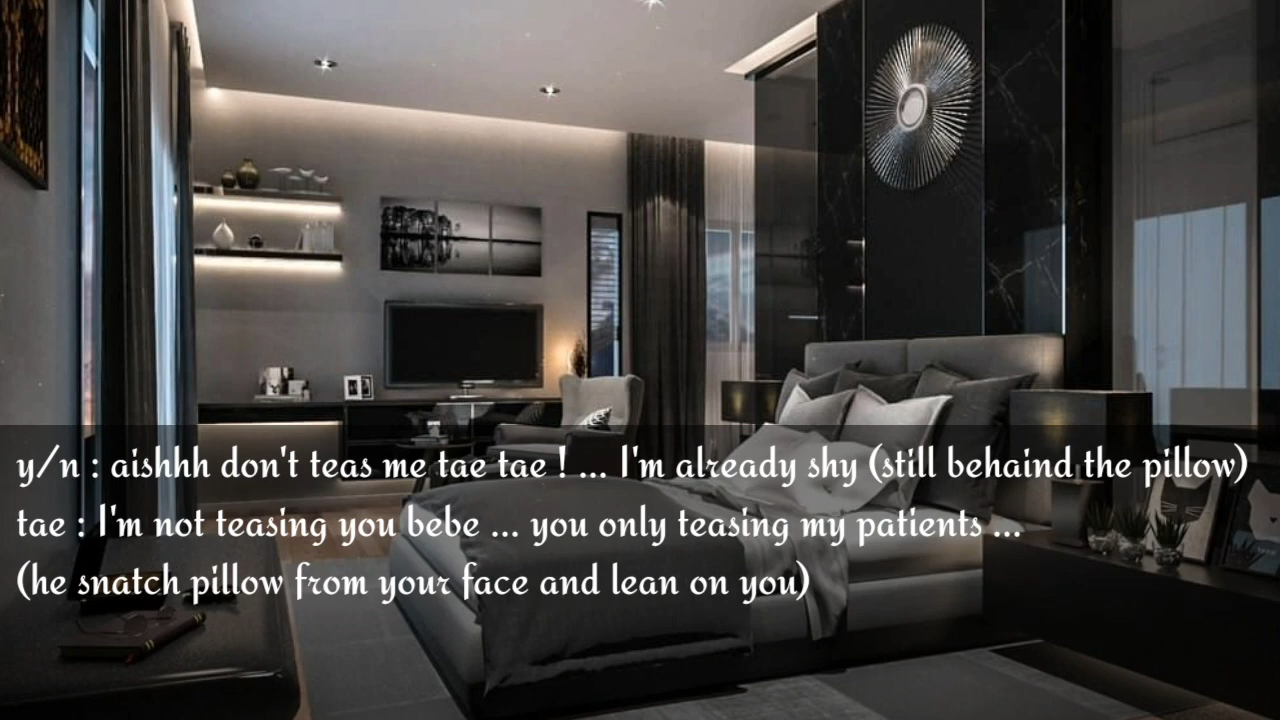 y/n : aishhh don't teas me tae tae ! ... I'm already shy (still behaind the pillow)
tae : I'm not teasing you bebe ... you only teasing my patients ...
(he snatch pillow from your face and lean on you)